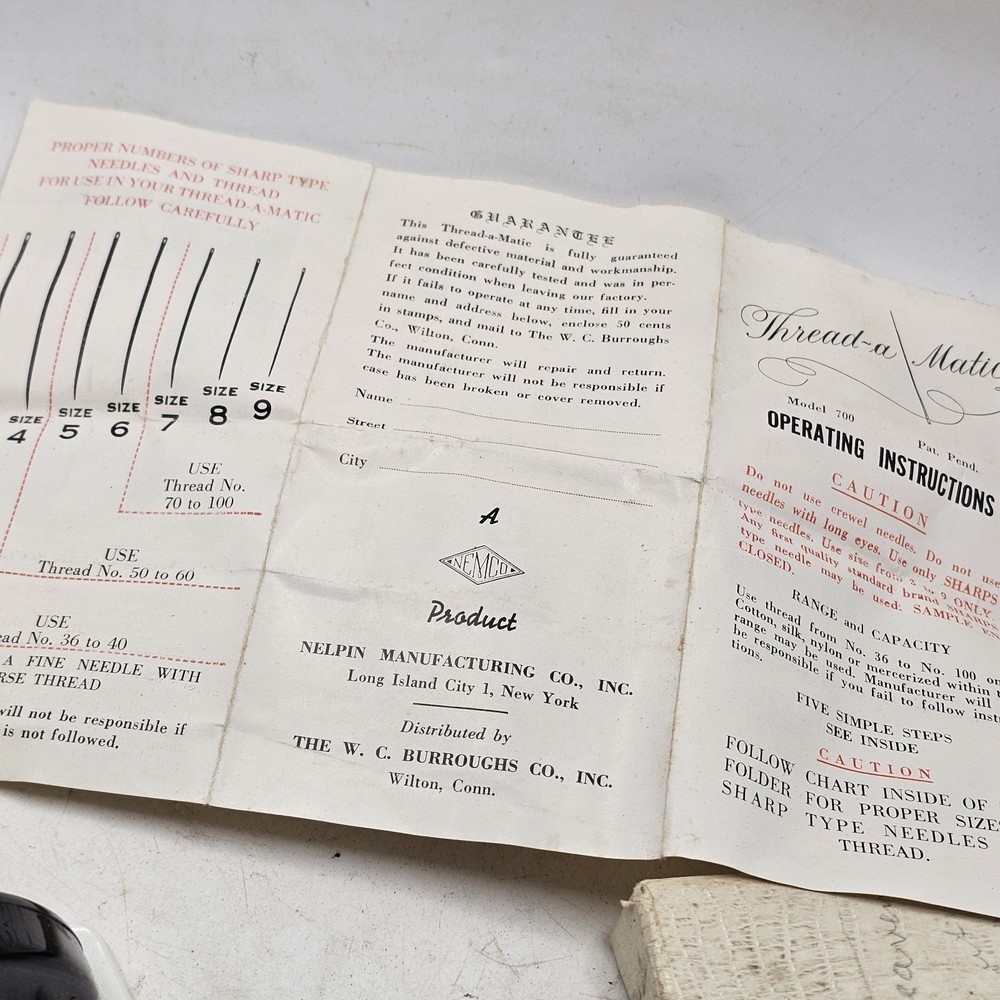 PROPER NUMBERS OF SHARP TYPE
NEEDLES AND THREAD
FOR USE IN YOUR THREAD-A-MATIC
FOLLOW CAREFULLY
SIZE 4
SIZE 5
SIZE 6
SIZE 7
SIZE 8
SIZE 9
USE
Thread No.
70 to 100
USE
Thread No. 50 to 60
USE
ead No. 36 to 40
A FINE NEEDLE WITH
RSE THREAD
will not be responsible if
is not followed.
GUARANTEE
This Thread-a-Matic is fully guaranteed
against defective material and workmanship.
It has been carefully tested and was in per-
fect condition when leaving our factory.
If it fails to operate at any time, fill in your
name and address below, enclose 50 cents
in stamps, and mail to The W. C. Burroughs
Co., Wilton, Conn.
The manufacturer will repair and return.
The manufacturer will not be responsible if
case has been broken or cover removed.
Name
Street
City
A
NEMCO
Product
NELPIN MANUFACTURING CO., INC.
Long Island City 1, New York
Distributed by
THE W. C. BURROUGHS CO., INC.
Wilton, Conn.
Thread-a Matic
Model 700
Pat. Pend.
OPERATING INSTRUCTIONS
CAUTION
Do not use crewel needles. Do not use
needles with long eyes. Use only SHARPS
type needles. Use size from 2 to 9 ONLY.
Any first quality standard brand SHARPS
type needle may be used. SAMPLE
CLOSED.
RANGE and CAPACITY
Use thread from No. 36 to No. 100 on
Cotton, silk, nylon or mercerized within t
range may be used. Manufacturer will
be responsible if you fail to follow inst
tions.
FIVE SIMPLE STEPS
SEE INSIDE
CAUTION
FOLLOW CHART INSIDE OF
FOLDER FOR PROPER SIZE
SHARP TYPE NEEDLES
THREAD.